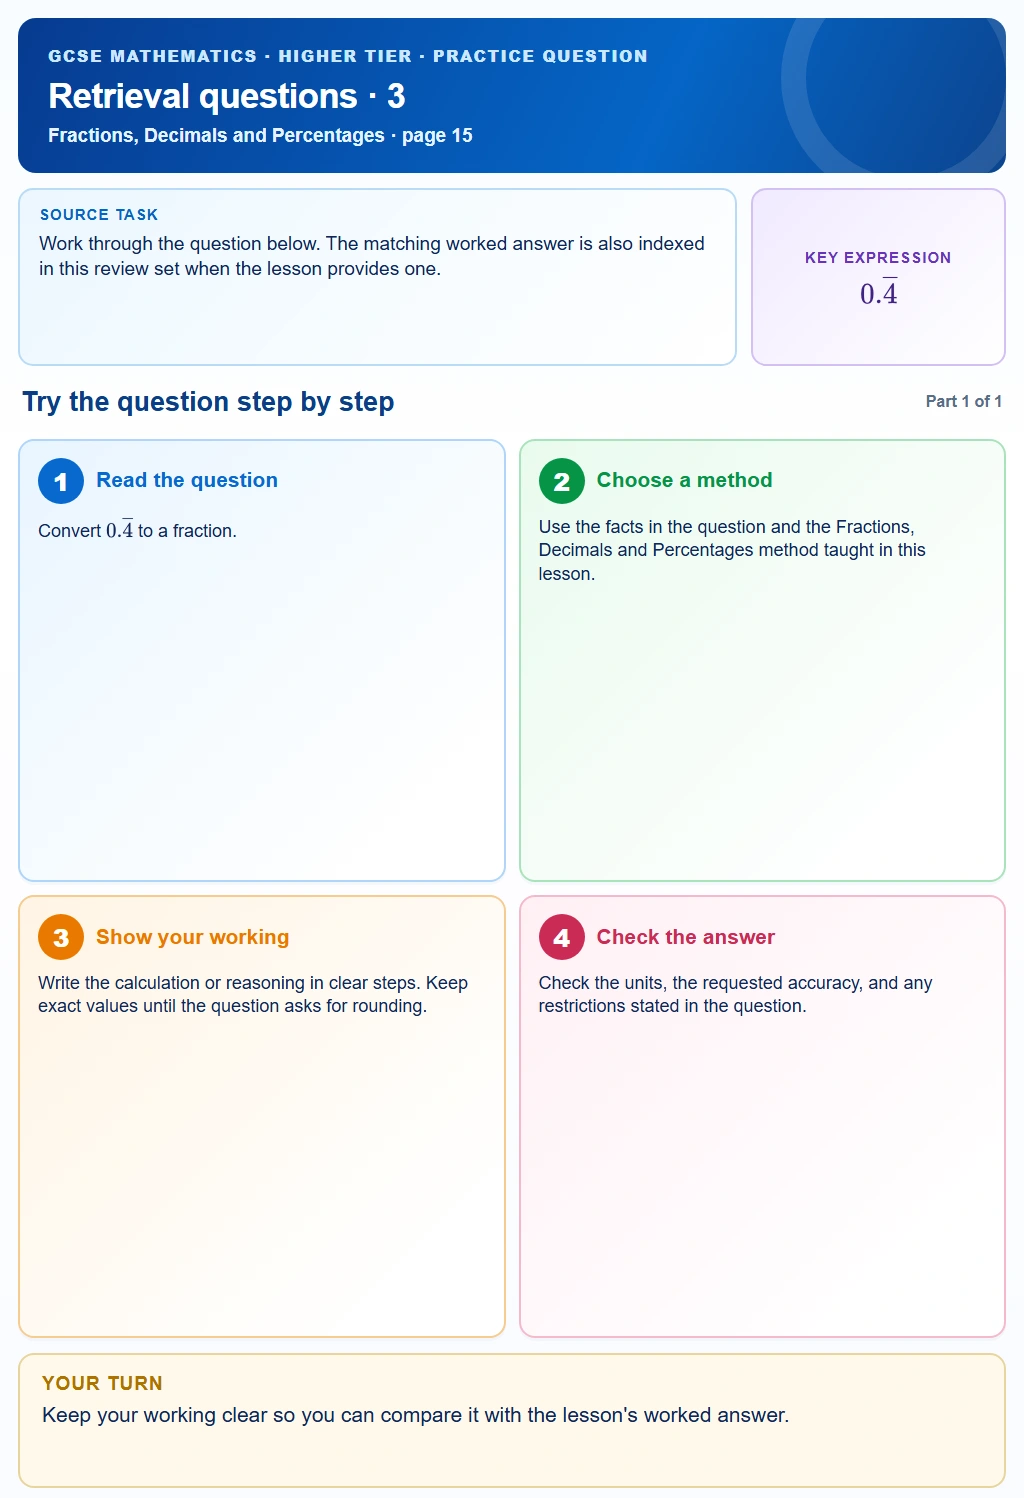 GCSE MATHEMATICS · HIGHER TIER · PRACTICE QUESTION
Retrieval questions · 3
Fractions, Decimals and Percentages · page 15
SOURCE TASK
Work through the question below. The matching worked answer is also indexed
in this review set when the lesson provides one.
KEY EXPRESSION
0.4̅
Try the question step by step
Part 1 of 1
1 Read the question
Convert 0.4̅ to a fraction.
2 Choose a method
Use the facts in the question and the Fractions,
Decimals and Percentages method taught in this
lesson.
3 Show your working
Write the calculation or reasoning in clear steps. Keep
exact values until the question asks for rounding.
4 Check the answer
Check the units, the requested accuracy, and any
restrictions stated in the question.
YOUR TURN
Keep your working clear so you can compare it with the lesson's worked answer.